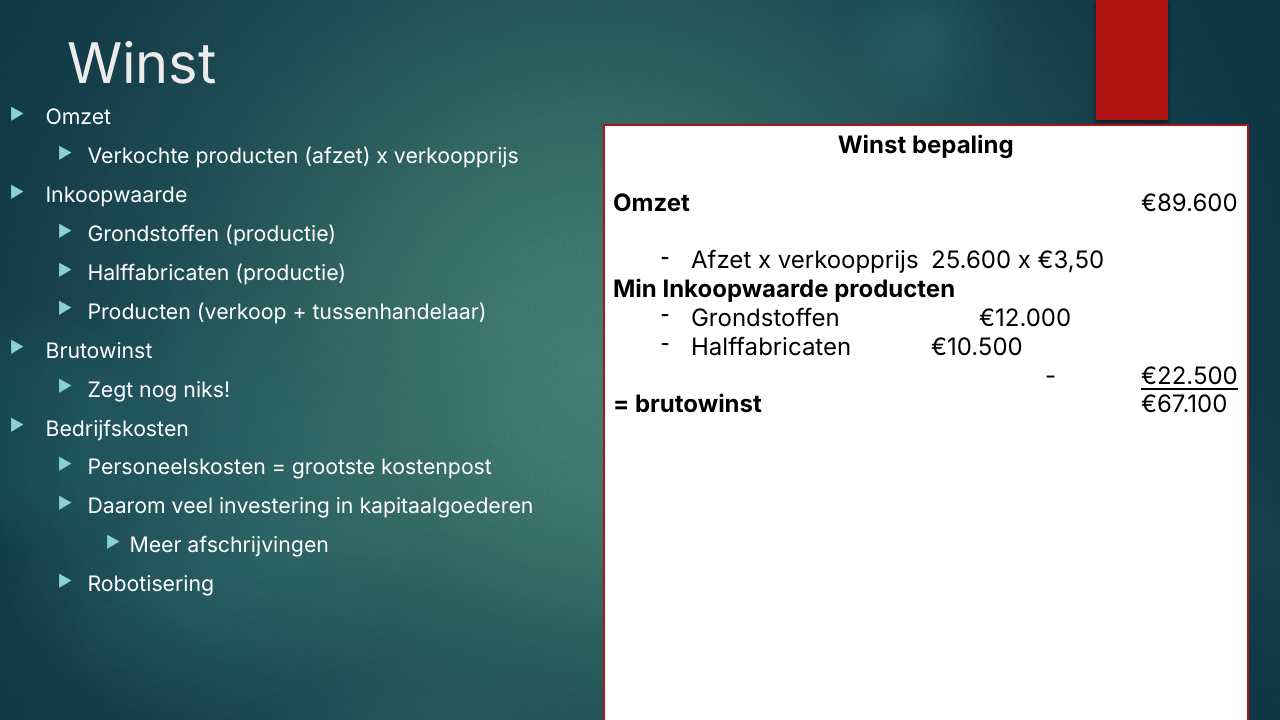 Winst
Omzet
Verkochte producten (afzet) x verkoopprijs
Inkoopwaarde
Grondstoffen (productie)
Halffabricaten (productie)
Producten (verkoop + tussenhandelaar)
Brutowinst
Zegt nog niks!
Bedrijfskosten
Personeelskosten = grootste kostenpost
Daarom veel investering in kapitaalgoederen
Meer afschrijvingen
Robotisering
Winst bepaling
Omzet €89.600
- Afzet x verkoopprijs 25.600 x €3,50
Min Inkoopwaarde producten
- Grondstoffen €12.000
- Halffabricaten €10.500
- €22.500
= brutowinst €67.100